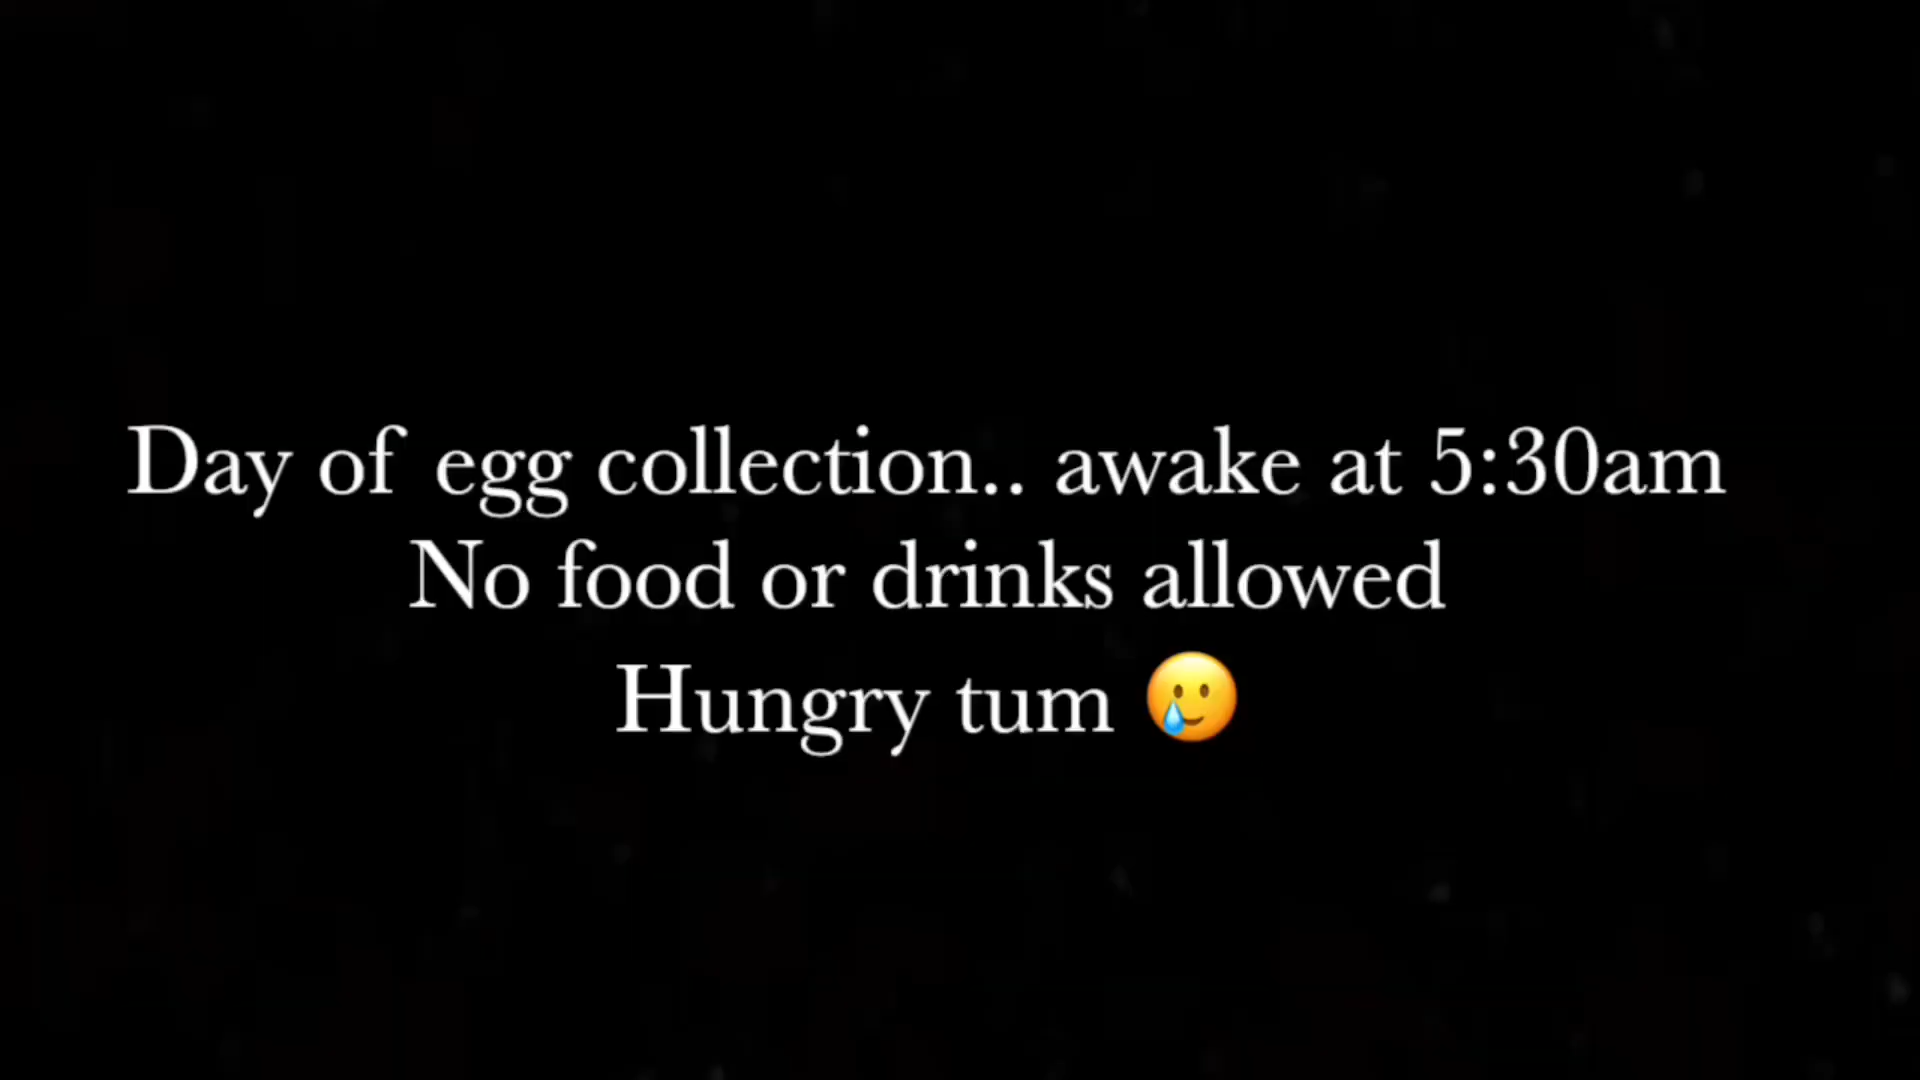 Day of egg collection.. awake at 5:30am
No food or drinks allowed
Hungry tum 🥲